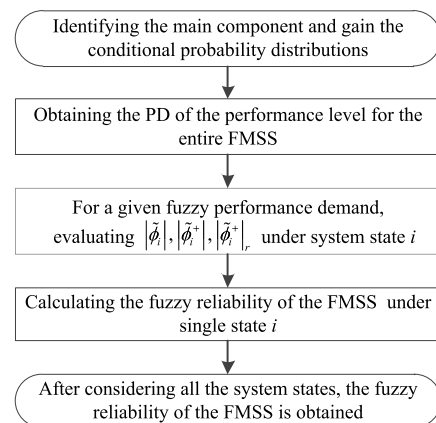 Identifying the main component and gain the
conditional probability distributions
Obtaining the PD of the performance level for the
entire FMSS
For a given fuzzy performance demand,
evaluating |φ̃ᵢ|, |φ̃ᵢ⁺|, |φ̃ᵢ⁺|ᵣ under system state i
Calculating the fuzzy reliability of the FMSS under
single state i
After considering all the system states, the fuzzy
reliability of the FMSS is obtained